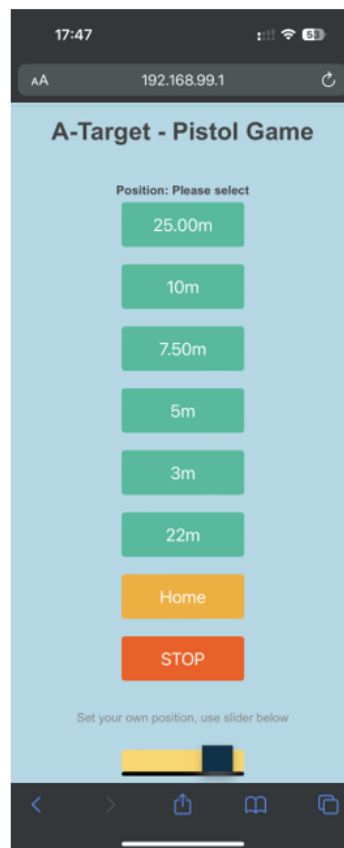 17:47
53
AA 192.168.99.1
A-Target - Pistol Game
Position: Please select
25.00m
10m
7.50m
5m
3m
22m
Home
STOP
Set your own position, use slider below